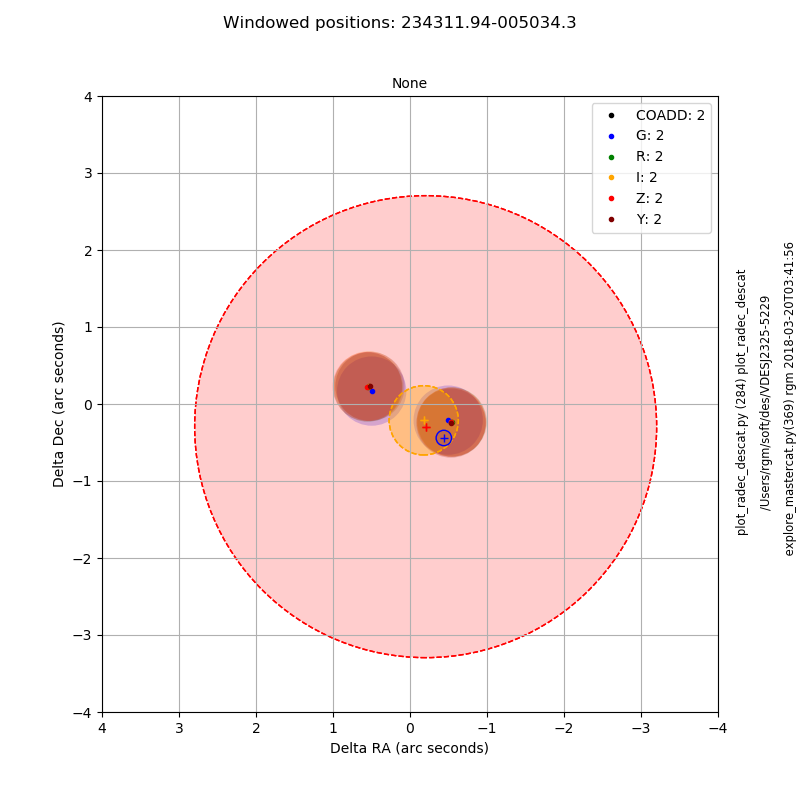 Windowed positions: 234311.94-005034.3
None
COADD: 2
G: 2
R: 2
I: 2
Z: 2
Y: 2
4
3
2
1
0
−1
−2
−3
−4
Delta Dec (arc seconds)
4
3
2
1
0
−1
−2
−3
−4
Delta RA (arc seconds)
plot_radec_descat.py (284) plot_radec_descat
/Users/rgm/soft/des/VDESJ2325-5229
explore_mastercat.py(369) rgm 2018-03-20T03:41:56